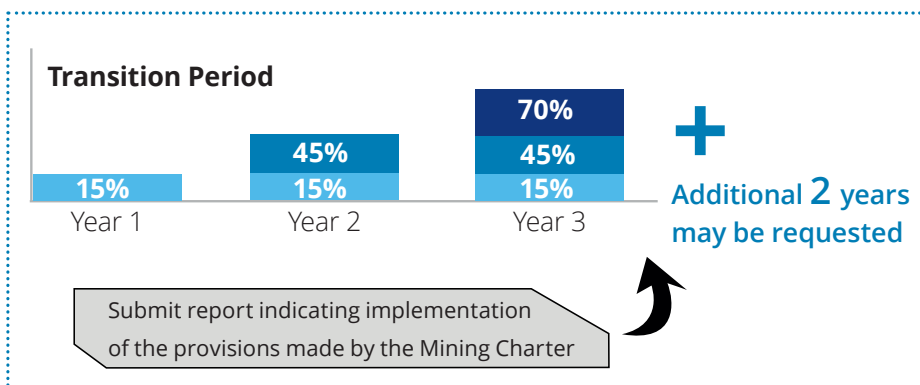 Transition Period
70%
45%
45%
15%
15%
15%
Year 1
Year 2
Year 3
+
Additional 2 years
may be requested
Submit report indicating implementation
of the provisions made by the Mining Charter